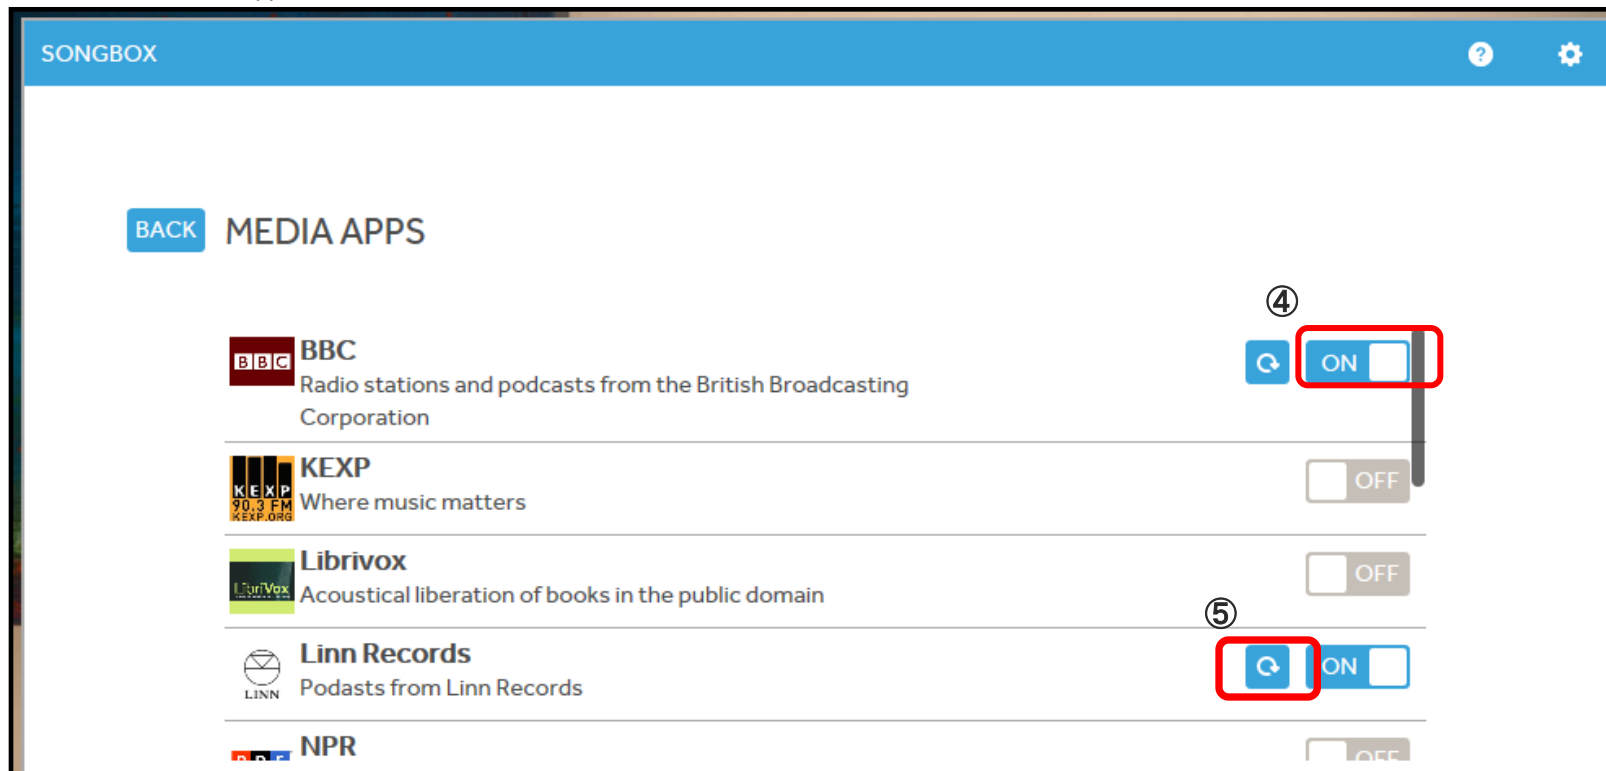 SONGBOX
?
BACK MEDIA APPS
④
BBC
BBC
Radio stations and podcasts from the British Broadcasting
Corporation
ON
KEXP
90.3 FM
KEXP.ORG
KEXP
Where music matters
OFF
LibriVox
Librivox
Acoustical liberation of books in the public domain
OFF
⑤
LINN
Linn Records
Podasts from Linn Records
ON
NPR
OFF